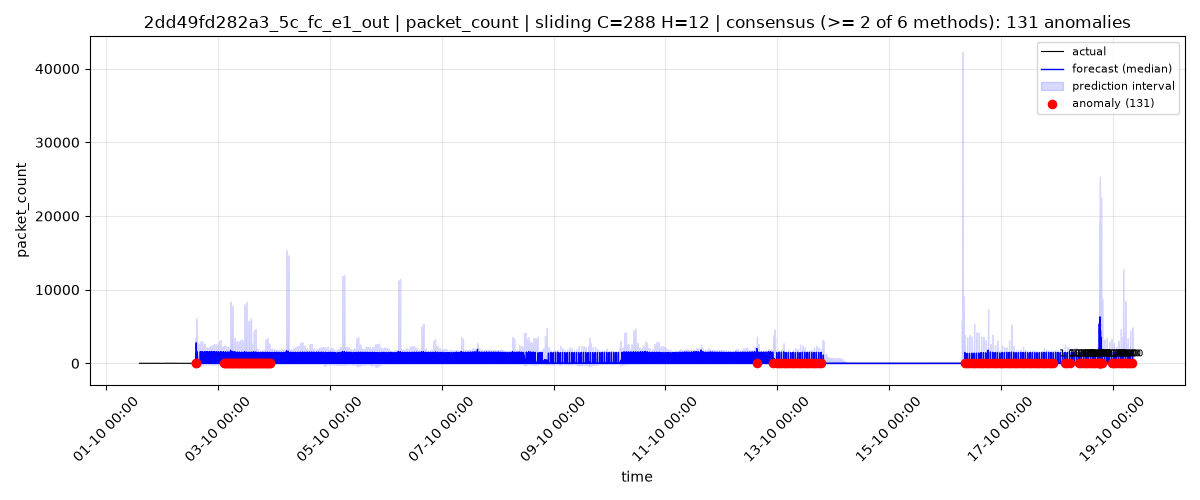 2dd49fd282a3_5c_fc_e1_out | packet_count | sliding C=288 H=12 | consensus (>= 2 of 6 methods): 131 anomalies
actual
forecast (median)
prediction interval
anomaly (131)
packet_count
40000
30000
20000
10000
0
01-10 00:00
03-10 00:00
05-10 00:00
07-10 00:00
09-10 00:00
11-10 00:00
13-10 00:00
15-10 00:00
17-10 00:00
19-10 00:00
time